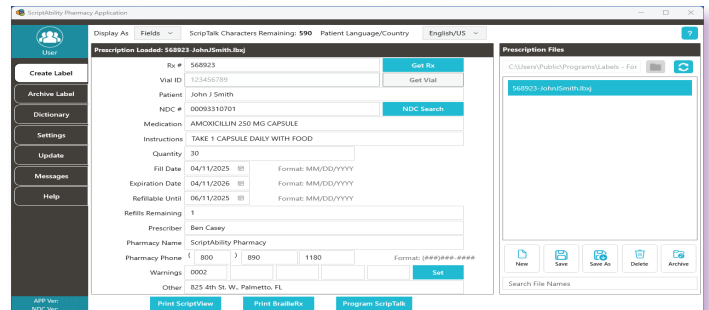 ScriptAbility Pharmacy Application
Display As Fields ScripTalk Characters Remaining: 590 Patient Language/Country English/US ?
User
Prescription Loaded: 568923-JohnJSmith.lbxj
Prescription Files
Rx # 568923 Get Rx
C:\Users\Public\Programs\Labels - For
Create Label
Vial ID 123456789 Get Vial
568923-JohnJSmith.lbxj
Archive Label
Patient John J Smith
NDC # 00093310701 NDC Search
Dictionary
Medication AMOXICILLIN 250 MG CAPSULE
Settings
Instructions TAKE 1 CAPSULE DAILY WITH FOOD
Update
Quantity 30
Messages
Fill Date 04/11/2025 Format: MM/DD/YYYY
Help
Expiration Date 04/11/2026 Format: MM/DD/YYYY
Refillable Until 06/11/2025 Format: MM/DD/YYYY
Refills Remaining 1
Prescriber Ben Casey
Pharmacy Name ScriptAbility Pharmacy
Pharmacy Phone ( 800 ) 890 1180 Format: (###)###-####
New Save Save As Delete Archive
Warnings 0002 Set
Search File Names
Other 825 4th St. W., Palmetto, FL
APP Ver:
NDC Ver:
Print ScriptView Print BrailleRx Program ScripTalk